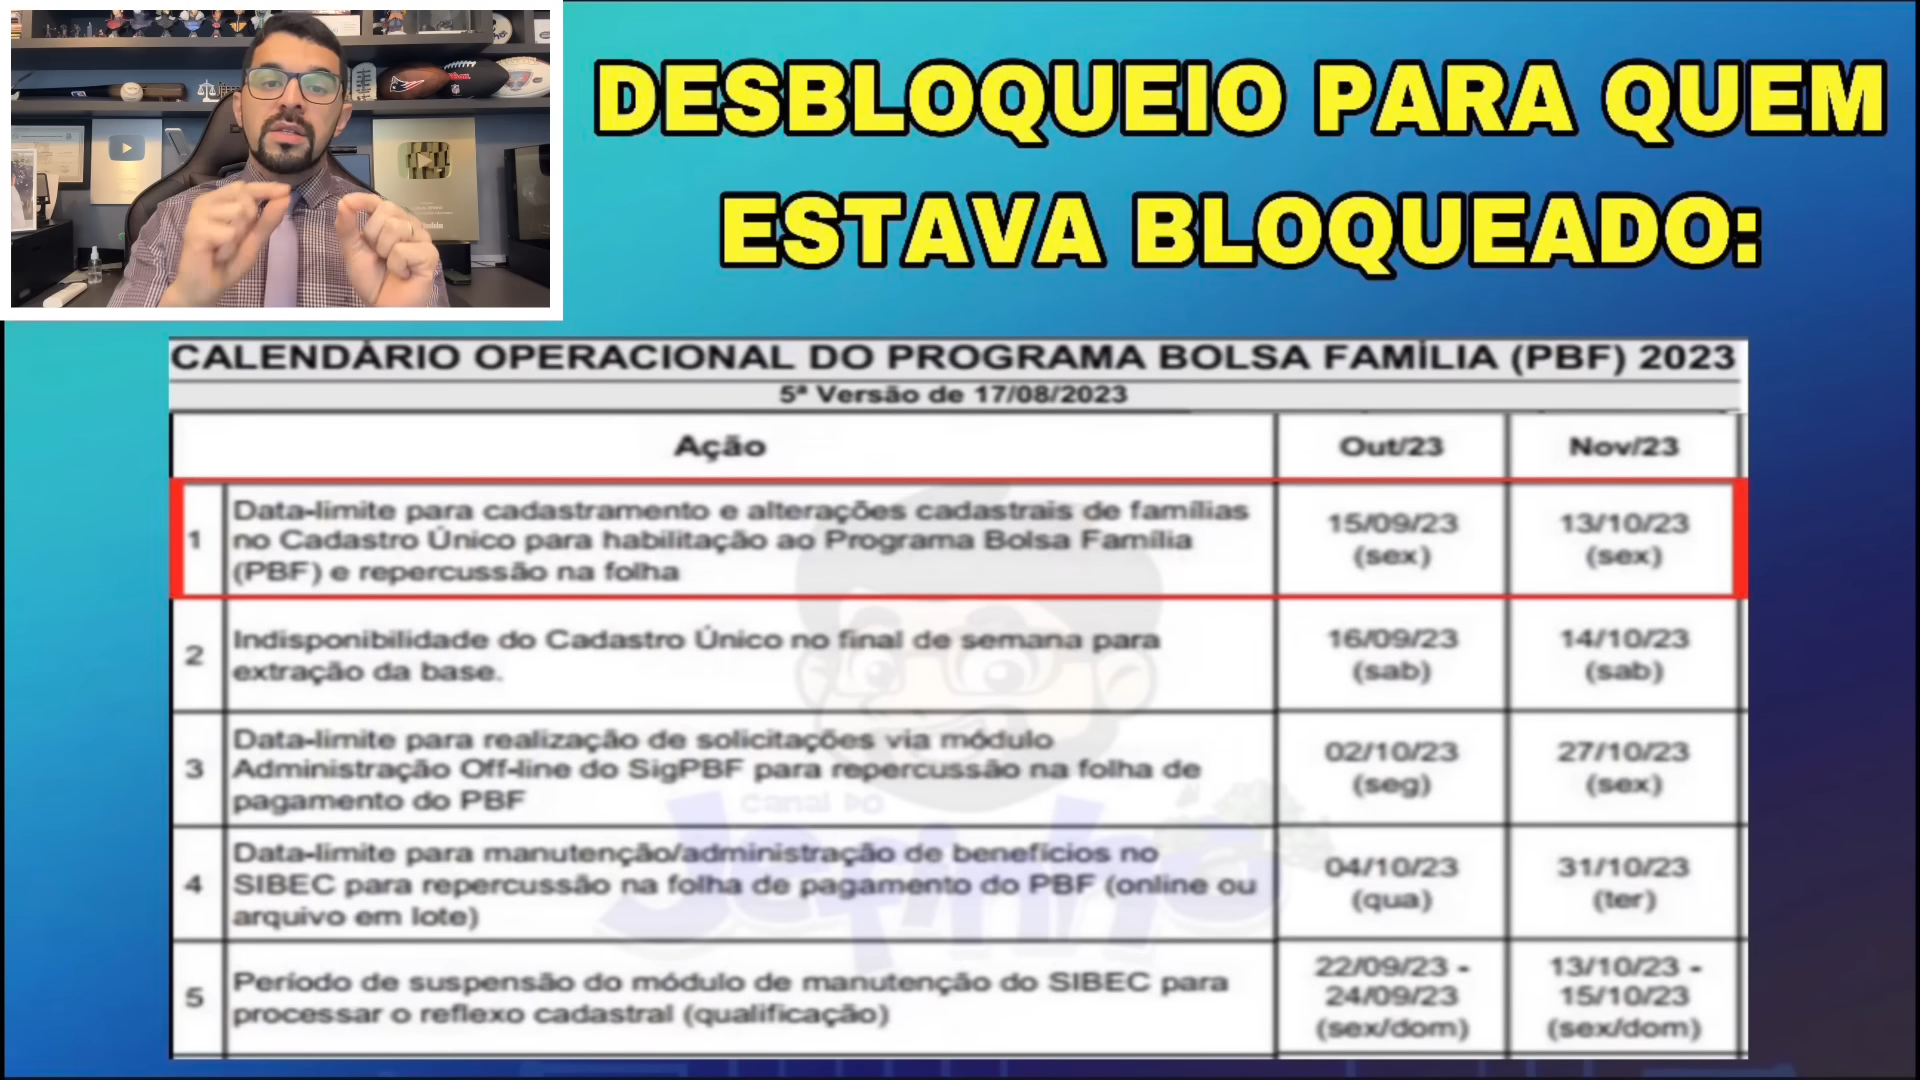 DESBLOQUEIO PARA QUEM
ESTAVA BLOQUEADO:
CALENDÁRIO OPERACIONAL DO PROGRAMA BOLSA FAMÍLIA (PBF) 2023
5ª Versão de 17/08/2023
Ação Out/23 Nov/23
1 Data-limite para cadastramento e alterações cadastrais de famílias
no Cadastro Único para habilitação ao Programa Bolsa Família
(PBF) e repercussão na folha
15/09/23
(sex)
13/10/23
(sex)
2 Indisponibilidade do Cadastro Único no final de semana para
extração da base.
16/09/23
(sab)
14/10/23
(sab)
3 Data-limite para realização de solicitações via módulo
Administração Off-line do SigPBF para repercussão na folha de
pagamento do PBF
02/10/23
(seg)
27/10/23
(sex)
4 Data-limite para manutenção/administração de benefícios no
SIBEC para repercussão na folha de pagamento do PBF (online ou
arquivo em lote)
04/10/23
(qua)
31/10/23
(ter)
5 Período de suspensão do módulo de manutenção do SIBEC para
processar o reflexo cadastral (qualificação)
22/09/23 -
24/09/23
(sex/dom)
13/10/23 -
15/10/23
(sex/dom)
Canal Do
Jefinho